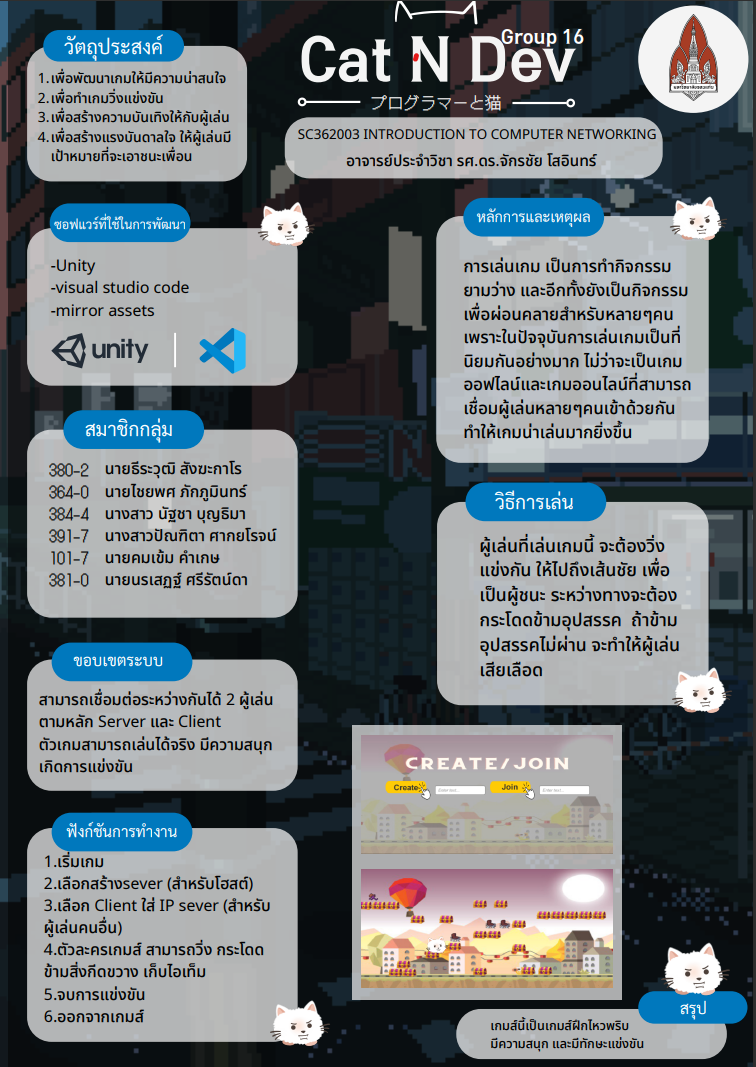 Group 16
Cat N Dev
プログラマーと猫
มหาวิทยาลัยขอนแก่น
SC362003 INTRODUCTION TO COMPUTER NETWORKING
อาจารย์ประจำวิชา รศ.ดร.จักรชัย โสอินทร์
วัตถุประสงค์
1.เพื่อพัฒนาเกมให้มีความน่าสนใจ
2.เพื่อทำเกมวิ่งแข่งขัน
3.เพื่อสร้างความบันเทิงให้กับผู้เล่น
4.เพื่อสร้างแรงบันดาลใจ ให้ผู้เล่นมี
เป้าหมายที่จะเอาชนะเพื่อน
ซอฟแวร์ที่ใช้ในการพัฒนา
-Unity
-visual studio code
-mirror assets
unity
สมาชิกกลุ่ม
380-2 นายธีระวุฒิ สังฆะกาโร
364-0 นายไชยพศ ภักภูมินทร์
384-4 นางสาว นัฐชา บุญธิมา
391-7 นางสาวปัณฑิตา ศากยโรจน์
101-7 นายคมเข้ม คำเกษ
381-0 นายนรเสฏฐ์ ศรีรัตน์ดา
ขอบเขตระบบ
สามารถเชื่อมต่อระหว่างกันได้ 2 ผู้เล่น
ตามหลัก Server และ Client
ตัวเกมสามารถเล่นได้จริง มีความสนุก
เกิดการแข่งขัน
ฟังก์ชันการทำงาน
1.เริ่มเกม
2.เลือกสร้างsever (สำหรับโฮสต์)
3.เลือก Client ใส่ IP sever (สำหรับ
ผู้เล่นคนอื่น)
4.ตัวละครเกมส์ สามารถวิ่ง กระโดด
ข้ามสิ่งกีดขวาง เก็บไอเท็ม
5.จบการแข่งขัน
6.ออกจากเกมส์
หลักการและเหตุผล
การเล่นเกม เป็นการทำกิจกรรม
ยามว่าง และอีกทั้งยังเป็นกิจกรรม
เพื่อผ่อนคลายสำหรับหลายๆคน
เพราะในปัจจุบันการเล่นเกมเป็นที่
นิยมกันอย่างมาก ไม่ว่าจะเป็นเกม
ออฟไลน์และเกมออนไลน์ที่สามารถ
เชื่อมผู้เล่นหลายๆคนเข้าด้วยกัน
ทำให้เกมน่าเล่นมากยิ่งขึ้น
วิธีการเล่น
ผู้เล่นที่เล่นเกมนี้ จะต้องวิ่ง
แข่งกัน ให้ไปถึงเส้นชัย เพื่อ
เป็นผู้ชนะ ระหว่างทางจะต้อง
กระโดดข้ามอุปสรรค ถ้าข้าม
อุปสรรคไม่ผ่าน จะทำให้ผู้เล่น
เสียเลือด
CREATE/JOIN
Create Enter text... Join Enter text...
สรุป
เกมส์นี้เป็นเกมส์ฝึกไหวพริบ
มีความสนุก และมีทักษะแข่งขัน